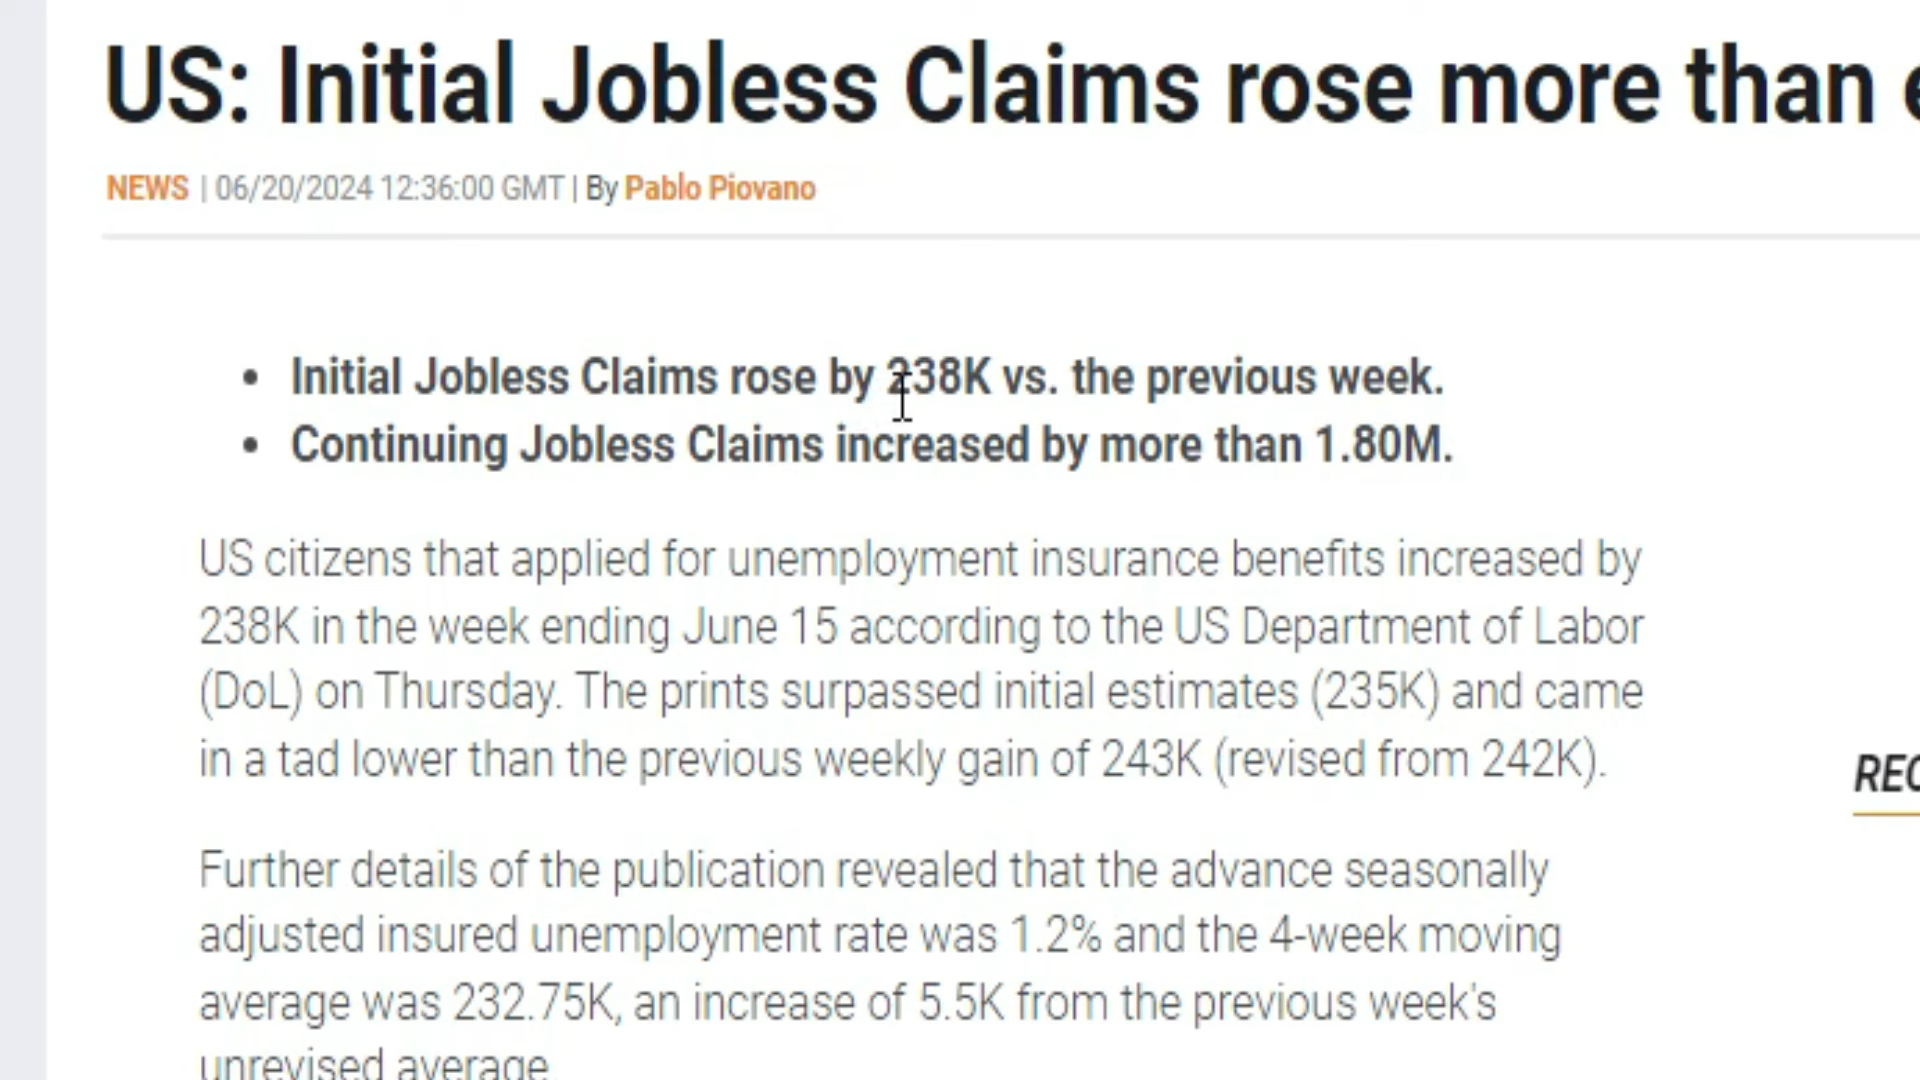 US: Initial Jobless Claims rose more than
NEWS | 06/20/2024 12:36:00 GMT | By Pablo Piovano
• Initial Jobless Claims rose by 238K vs. the previous week.
• Continuing Jobless Claims increased by more than 1.80M.
US citizens that applied for unemployment insurance benefits increased by
238K in the week ending June 15 according to the US Department of Labor
(DoL) on Thursday. The prints surpassed initial estimates (235K) and came
in a tad lower than the previous weekly gain of 243K (revised from 242K).
REC
Further details of the publication revealed that the advance seasonally
adjusted insured unemployment rate was 1.2% and the 4-week moving
average was 232.75K, an increase of 5.5K from the previous week's
unrevised average.